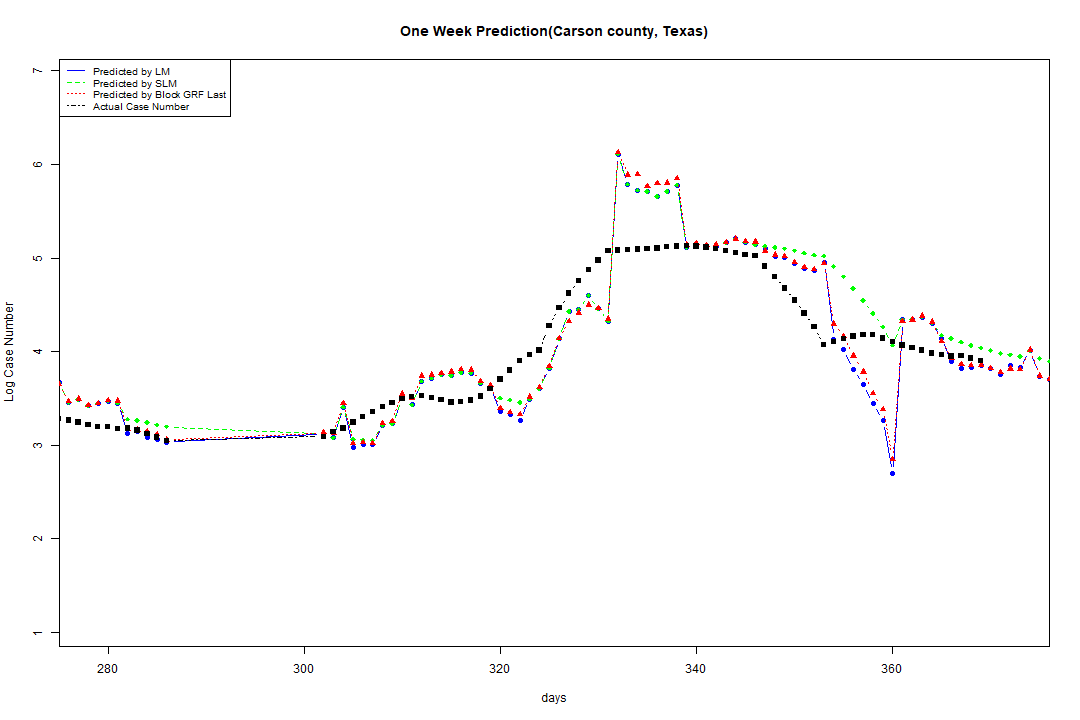 One Week Prediction(Carson county, Texas)
Predicted by LM
Predicted by SLM
Predicted by Block GRF Last
Actual Case Number
7
6
5
4
3
2
1
Log Case Number
280 300 320 340 360
days